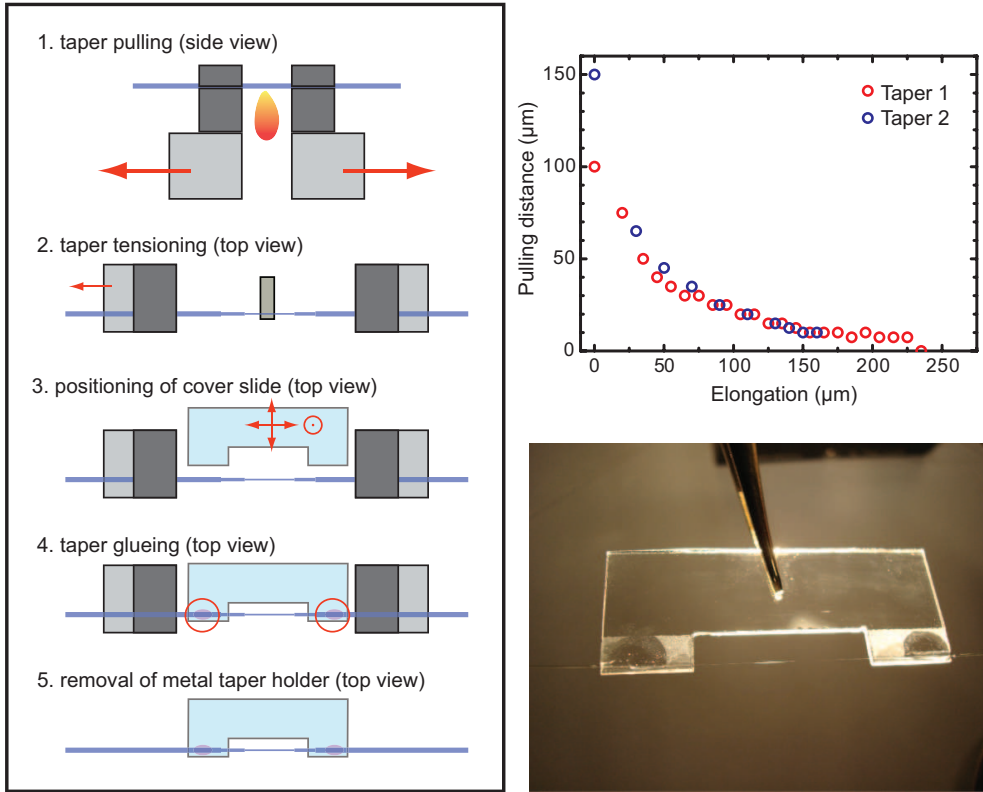 1. taper pulling (side view)
2. taper tensioning (top view)
3. positioning of cover slide (top view)
4. taper glueing (top view)
5. removal of metal taper holder (top view)
150
100
50
0
Pulling distance (µm)
Taper 1
Taper 2
0 50 100 150 200 250
Elongation (µm)